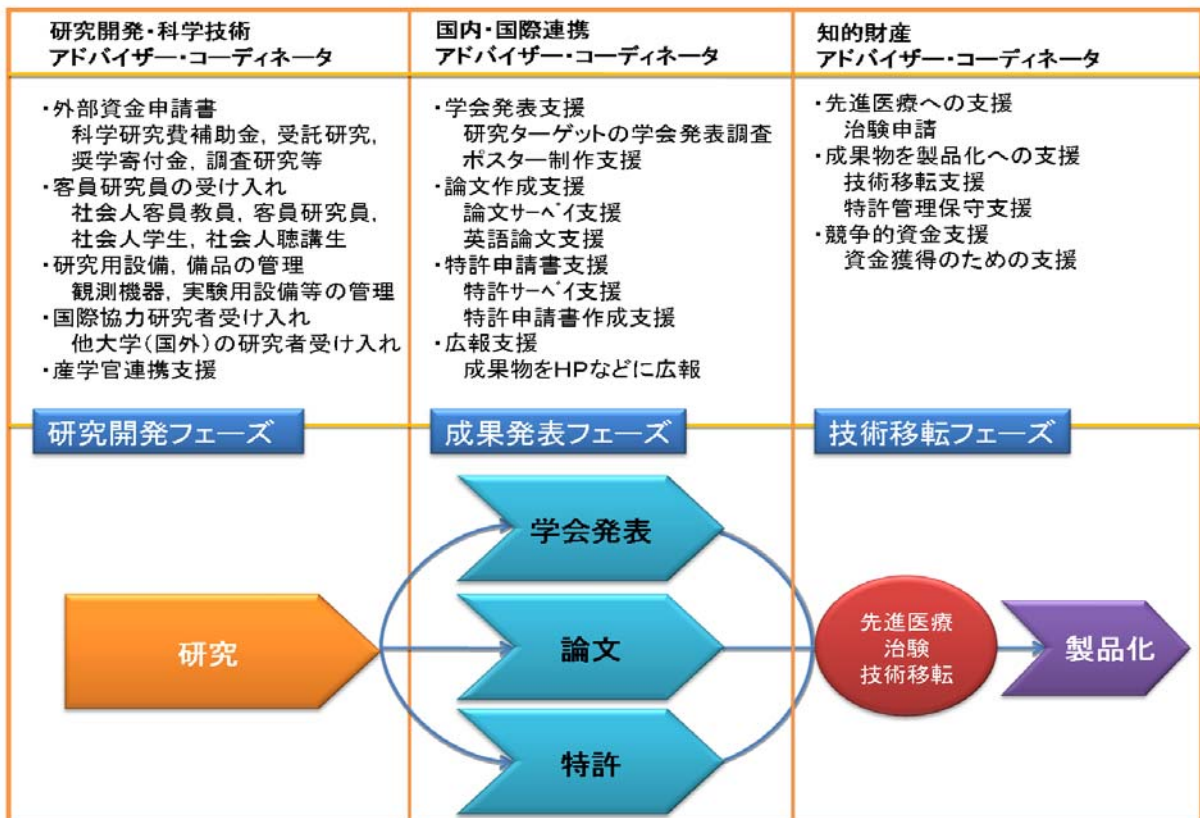 研究開発・科学技術
アドバイザー・コーディネータ
・外部資金申請書
科学研究費補助金, 受託研究,
奨学寄付金, 調査研究等
・客員研究員の受け入れ
社会人客員教員, 客員研究員,
社会人学生, 社会人聴講生
・研究用設備, 備品の管理
観測機器, 実験用設備等の管理
・国際協力研究者受け入れ
他大学(国外)の研究者受け入れ
・産学官連携支援
国内・国際連携
アドバイザー・コーディネータ
・学会発表支援
研究ターゲットの学会発表調査
ポスター制作支援
・論文作成支援
論文サーベイ支援
英語論文支援
・特許申請書支援
特許サーベイ支援
特許申請書作成支援
・広報支援
成果物をHPなどに広報
知的財産
アドバイザー・コーディネータ
・先進医療への支援
治験申請
・成果物を製品化への支援
技術移転支援
特許管理保守支援
・競争的資金支援
資金獲得のための支援
研究開発フェーズ
成果発表フェーズ
技術移転フェーズ
研究
学会発表
論文
特許
先進医療
治験
技術移転
製品化